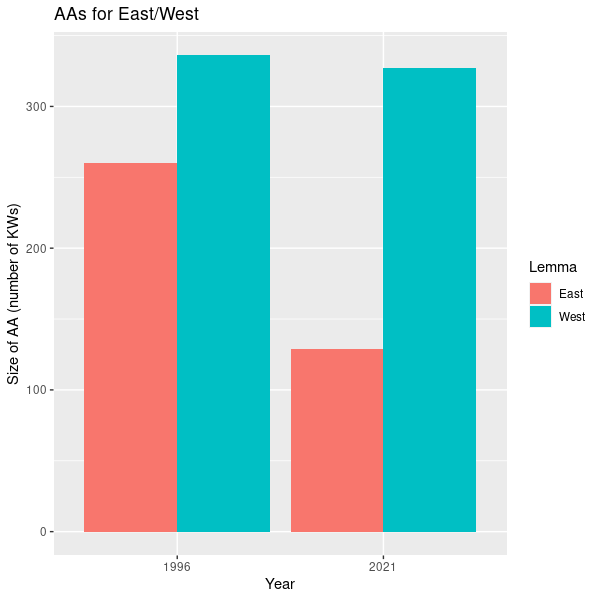 AAs for East/West
Size of AA (number of KWs)
300
200
100
0
1996
2021
Year
Lemma
East
West